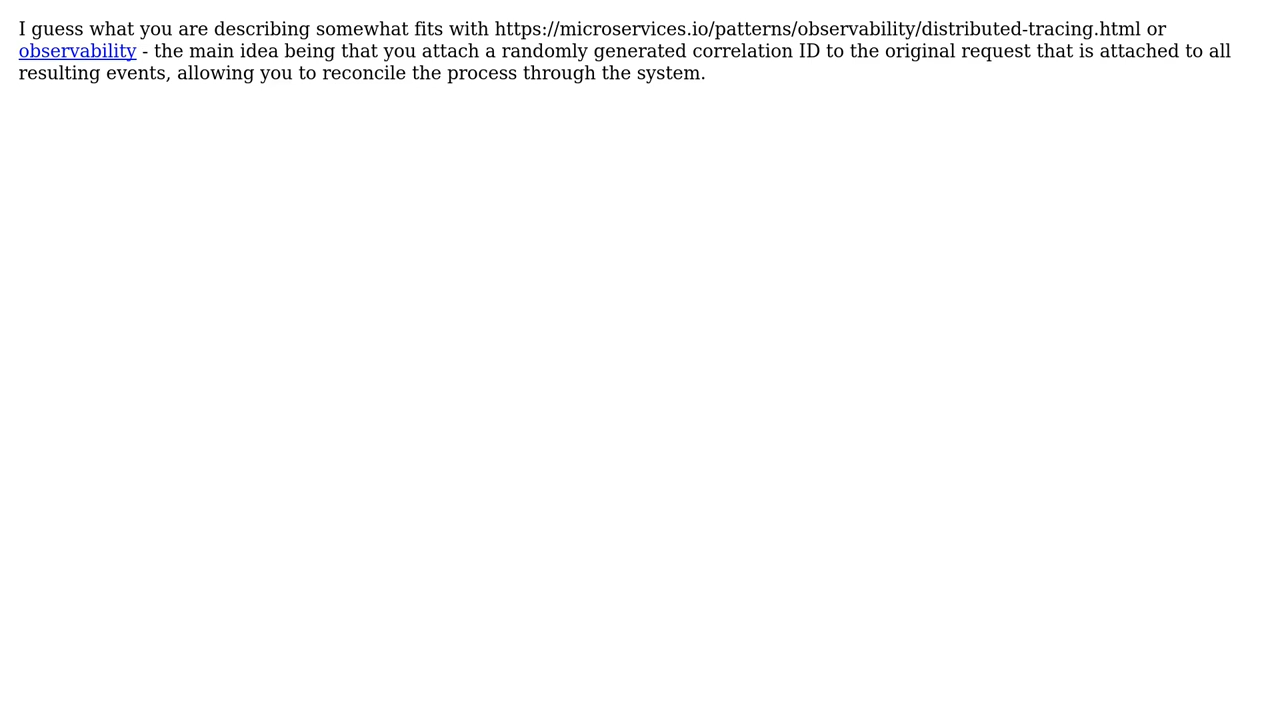 I guess what you are describing somewhat fits with https://microservices.io/patterns/observability/distributed-tracing.html or
observability - the main idea being that you attach a randomly generated correlation ID to the original request that is attached to all
resulting events, allowing you to reconcile the process through the system.